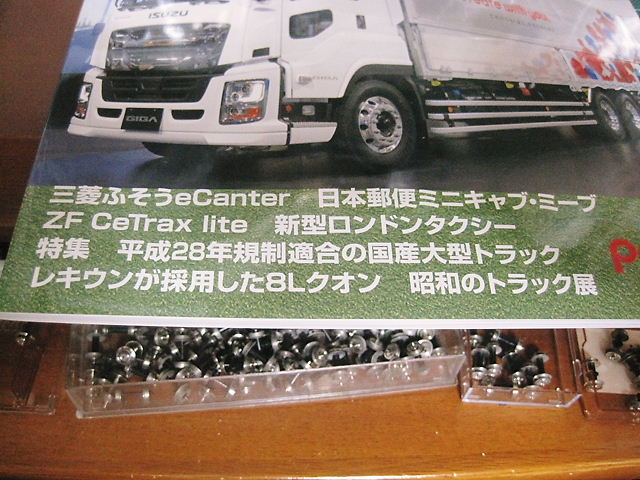 ISUZU
create with you
GIGA
GIGA
三菱ふそうeCanter　日本郵便ミニキャブ・ミーブ
ZF CeTrax lite　新型ロンドンタクシー
特集　平成28年規制適合の国産大型トラック
レキウンが採用した8Lクオン　昭和のトラック展
P